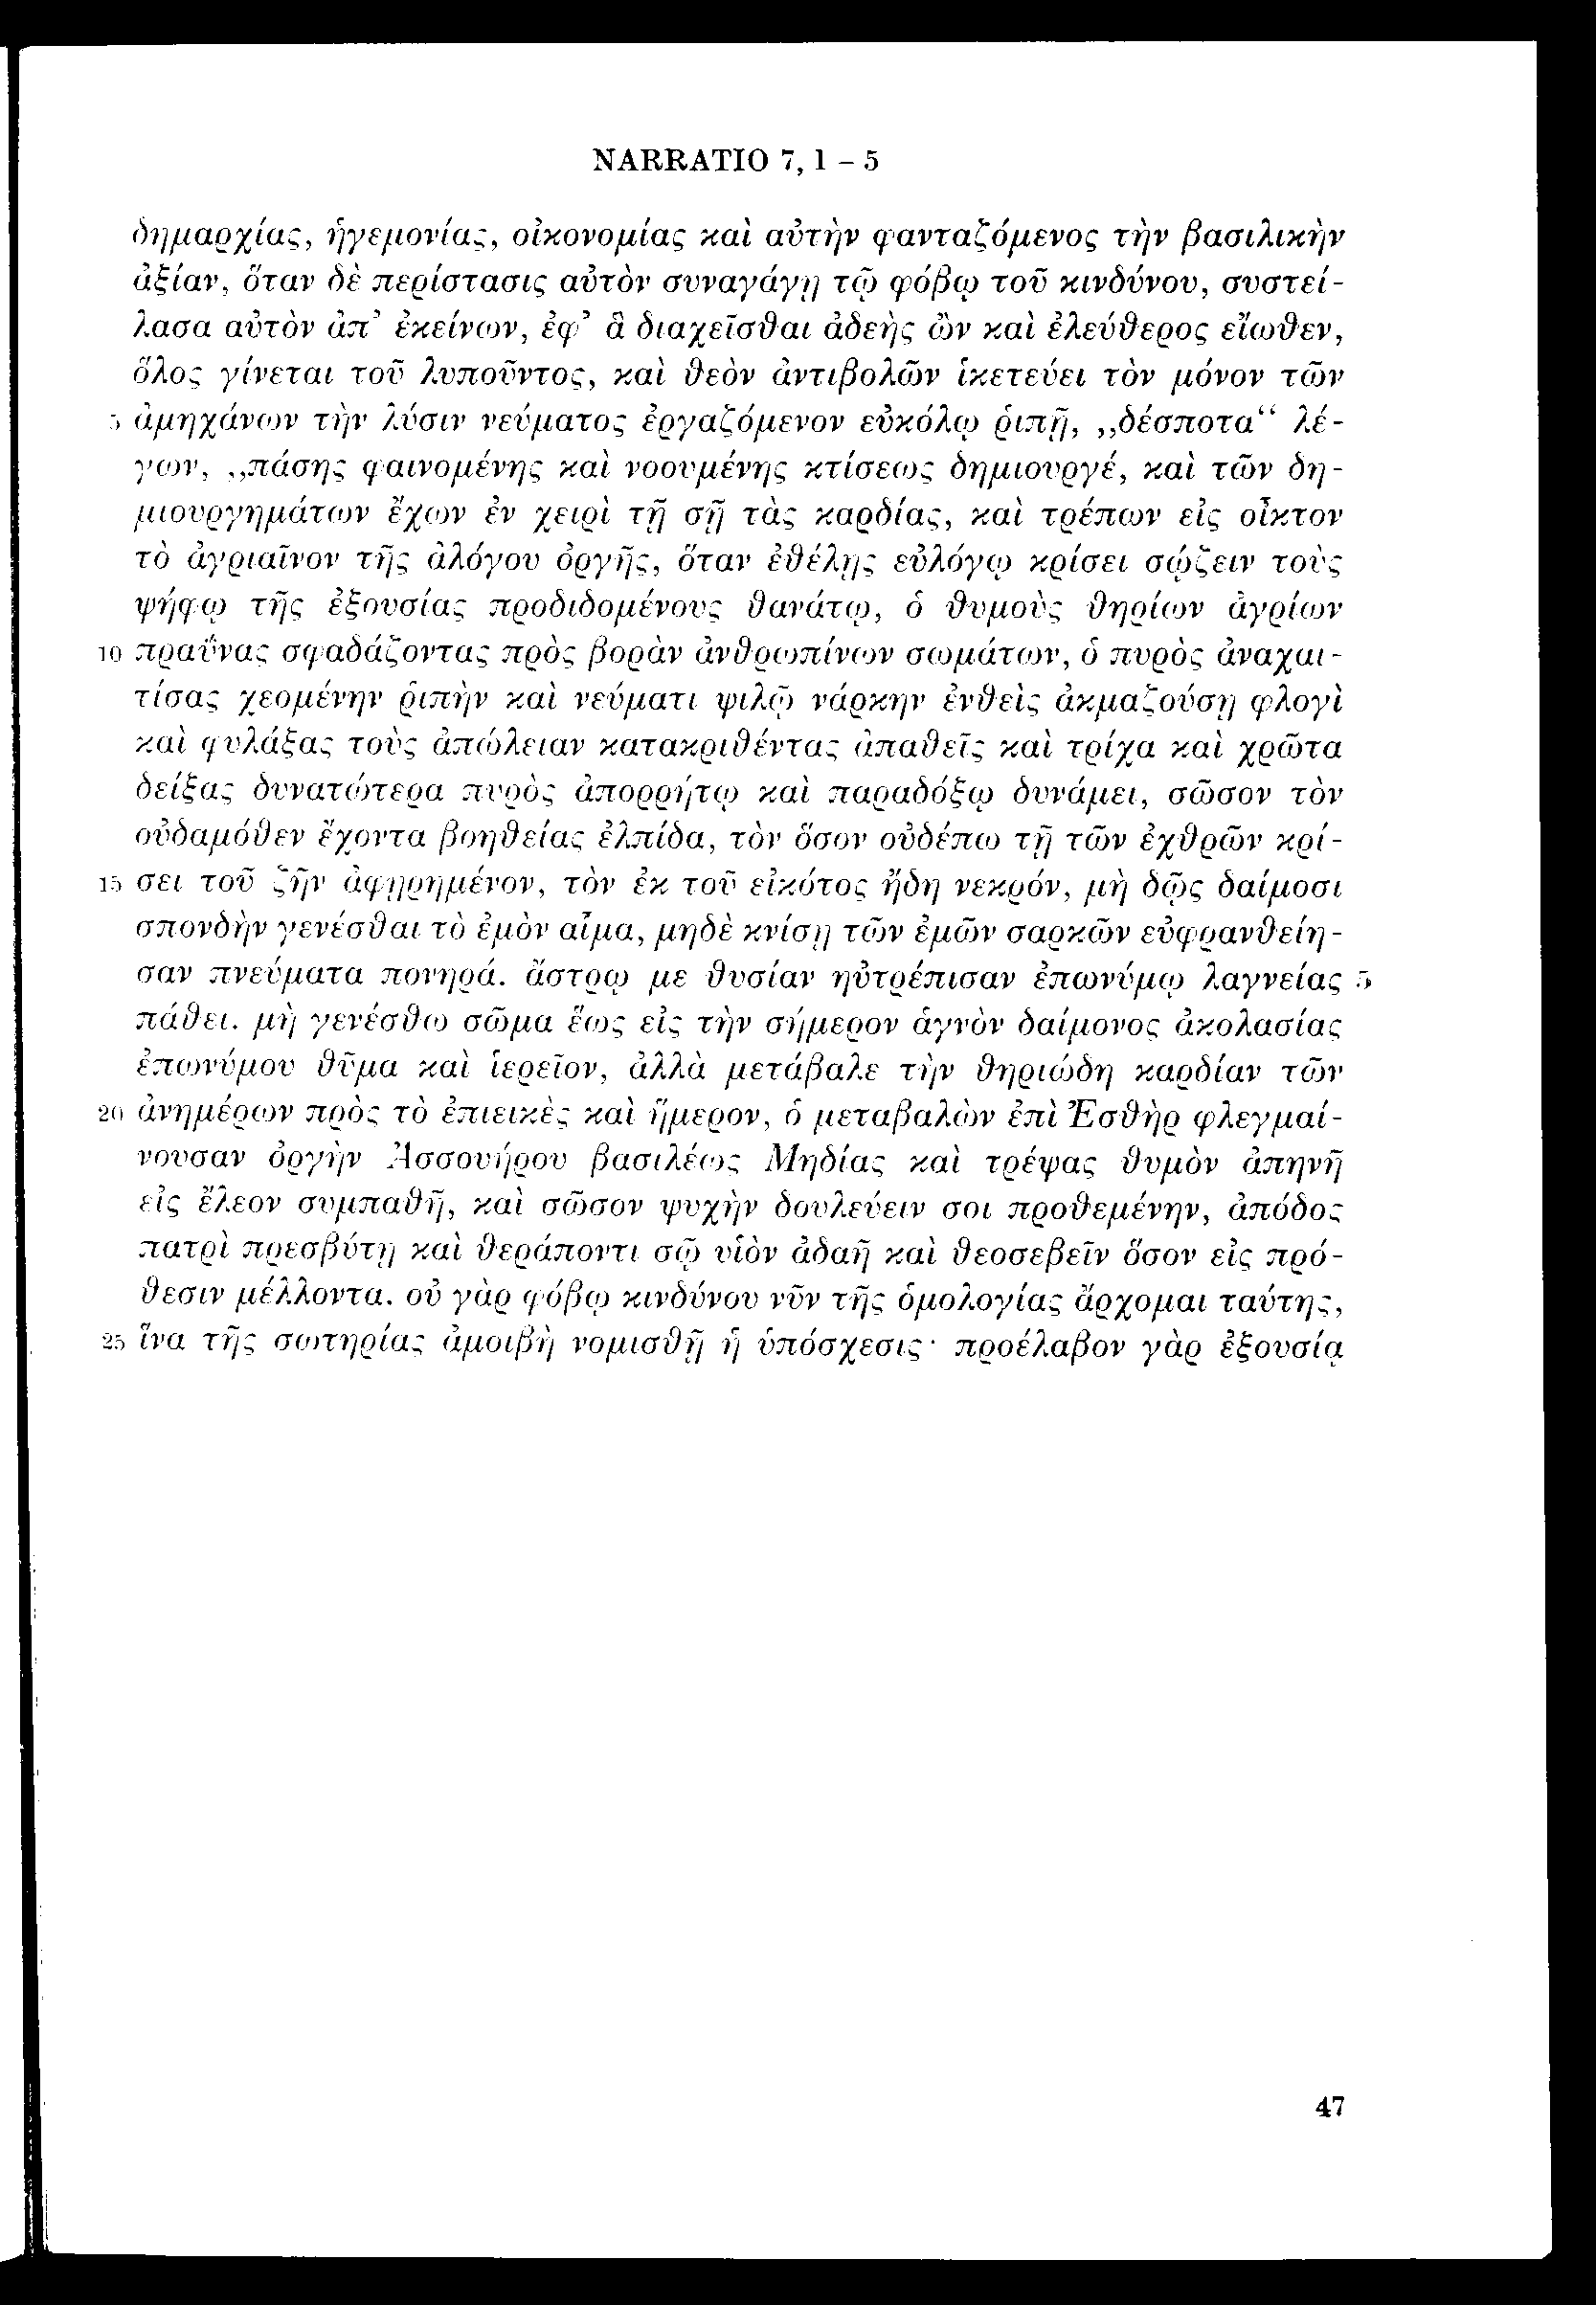 NARRATIO 7, 1 – 5
δημαρχίας, ἡγεμονίας, οἰκονομίας καὶ αὐτὴν φανταζόμενος τὴν βασιλικὴν
ἀξίαν, ὅταν δὲ περίστασις αὐτὸν συναγάγῃ τῷ φόβῳ τοῦ κινδύνου, συστεί-
λασα αὐτὸν ἀπ’ ἐκείνων, ἐφ’ ἃ διαχεῖσθαι ἀδεὴς ὢν καὶ ἐλεύθερος εἴωθεν,
ὅλος γίνεται τοῦ λυποῦντος, καὶ θεὸν ἀντιβολῶν ἱκετεύει τὸν μόνον τῶν
5 ἀμηχάνων τὴν λύσιν νεύματος ἐργαζόμενον εὐκόλῳ ῥιπῇ, „δέσποτα“ λέ-
γων, „πάσης φαινομένης καὶ νοουμένης κτίσεως δημιουργέ, καὶ τῶν δη-
μιουργημάτων ἔχων ἐν χειρὶ τῇ σῇ τὰς καρδίας, καὶ τρέπων εἰς οἶκτον
τὸ ἀγριαῖνον τῆς ἀλόγου ὀργῆς, ὅταν ἐθέλῃς εὐλόγῳ κρίσει σῴζειν τοὺς
ψήφῳ τῆς ἐξουσίας προδιδομένους θανάτῳ, ὁ θυμοὺς θηρίων ἀγρίων
10 πραΰνας σφαδάζοντας πρὸς βορὰν ἀνθρωπίνων σωμάτων, ὁ πυρὸς ἀναχαι-
τίσας χεομένην ῥιπὴν καὶ νεύματι ψιλῷ νάρκην ἐνθεὶς ἀκμαζούσῃ φλογὶ
καὶ φυλάξας τοὺς ἀπώλειαν κατακριθέντας ἀπαθεῖς καὶ τρίχα καὶ χρῶτα
δείξας δυνατώτερα πυρὸς ἀπορρήτῳ καὶ παραδόξῳ δυνάμει, σῶσον τὸν
οὐδαμόθεν ἔχοντα βοηθείας ἐλπίδα, τὸν ὅσον οὐδέπω τῇ τῶν ἐχθρῶν κρί-
15 σει τοῦ ζῆν ἀφῃρημένον, τὸν ἐκ τοῦ εἰκότος ἤδη νεκρόν, μὴ δῷς δαίμοσι
σπονδὴν γενέσθαι τὸ ἐμὸν αἷμα, μηδὲ κνίσῃ τῶν ἐμῶν σαρκῶν εὐφρανθείη-
σαν πνεύματα πονηρά. ἄστρῳ με θυσίαν ηὐτρέπισαν ἐπωνύμῳ λαγνείας 5
πάθει. μὴ γενέσθω σῶμα ἕως εἰς τὴν σήμερον ἁγνὸν δαίμονος ἀκολασίας
ἐπωνύμου θῦμα καὶ ἱερεῖον, ἀλλὰ μετάβαλε τὴν θηριώδη καρδίαν τῶν
20 ἀνημέρων πρὸς τὸ ἐπιεικὲς καὶ ἥμερον, ὁ μεταβαλὼν ἐπὶ Ἐσθὴρ φλεγμαί-
νουσαν ὀργὴν Ἀσσουήρου βασιλέως Μηδίας καὶ τρέψας θυμὸν ἀπηνῆ
εἰς ἔλεον συμπαθῆ, καὶ σῶσον ψυχὴν δουλεύειν σοι προθεμένην, ἀπόδος
πατρὶ πρεσβύτῃ καὶ θεράποντι σῷ υἱὸν ἀδαῆ καὶ θεοσεβεῖν ὅσον εἰς πρό-
θεσιν μέλλοντα. οὐ γὰρ φόβῳ κινδύνου νῦν τῆς ὁμολογίας ἄρχομαι ταύτης,
25 ἵνα τῆς σωτηρίας ἀμοιβὴ νομισθῇ ἡ ὑπόσχεσις· προέλαβον γὰρ ἐξουσίᾳ
47